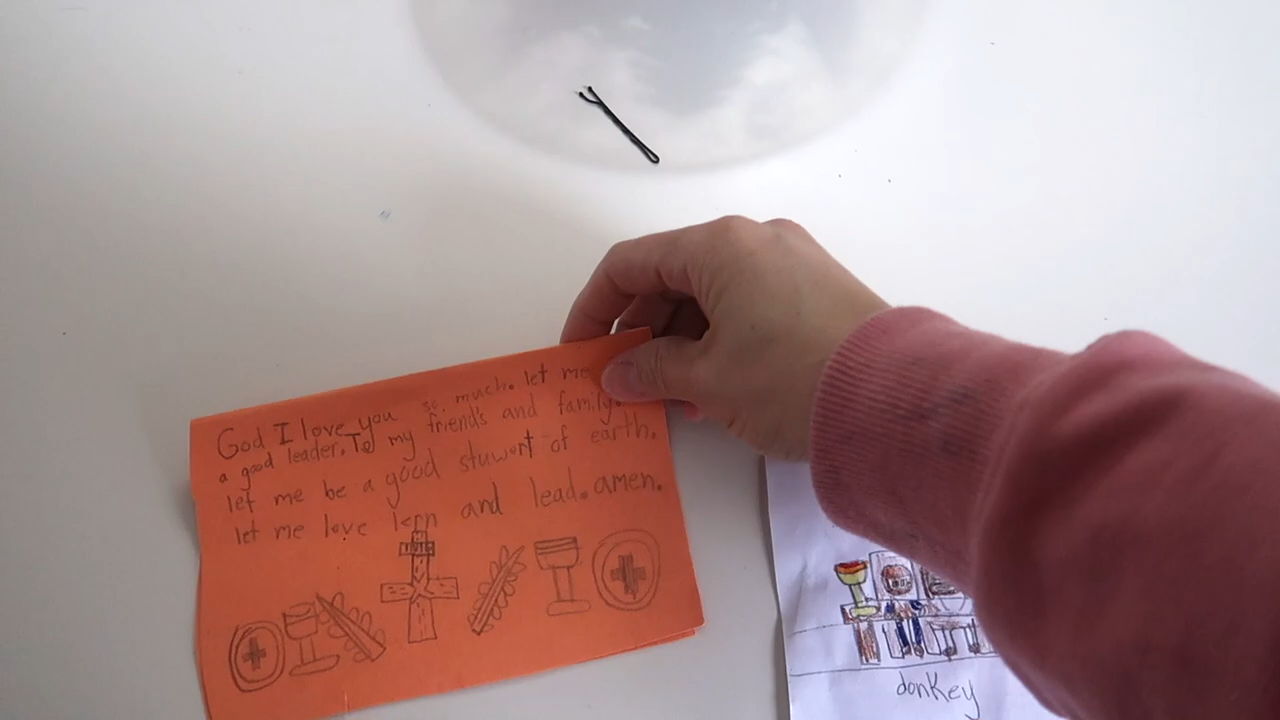 God I love you so much. let me
a good leader. To my friends and family.
let me be a good stuwort of earth.
let me love lern and lead. amen.
donkey